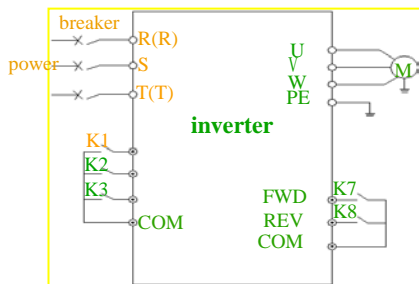 breaker
R(R)
power
S
T(T)
U
V
W
PE
M
inverter
K1
K2
K3
COM
FWD
K7
REV
K8
COM